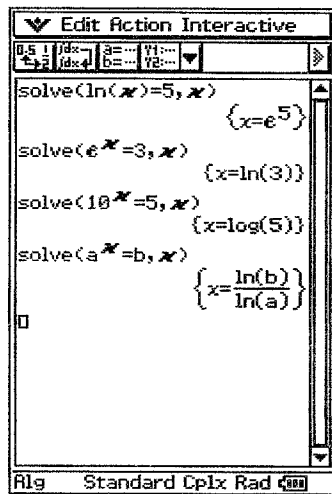 Edit Action Interactive
solve(ln(x)=5,x)
{x=e^5}
solve(e^x=3,x)
{x=ln(3)}
solve(10^x=5,x)
{x=log(5)}
solve(a^x=b,x)
{x=ln(b)/ln(a)}
Alg Standard Cplx Rad